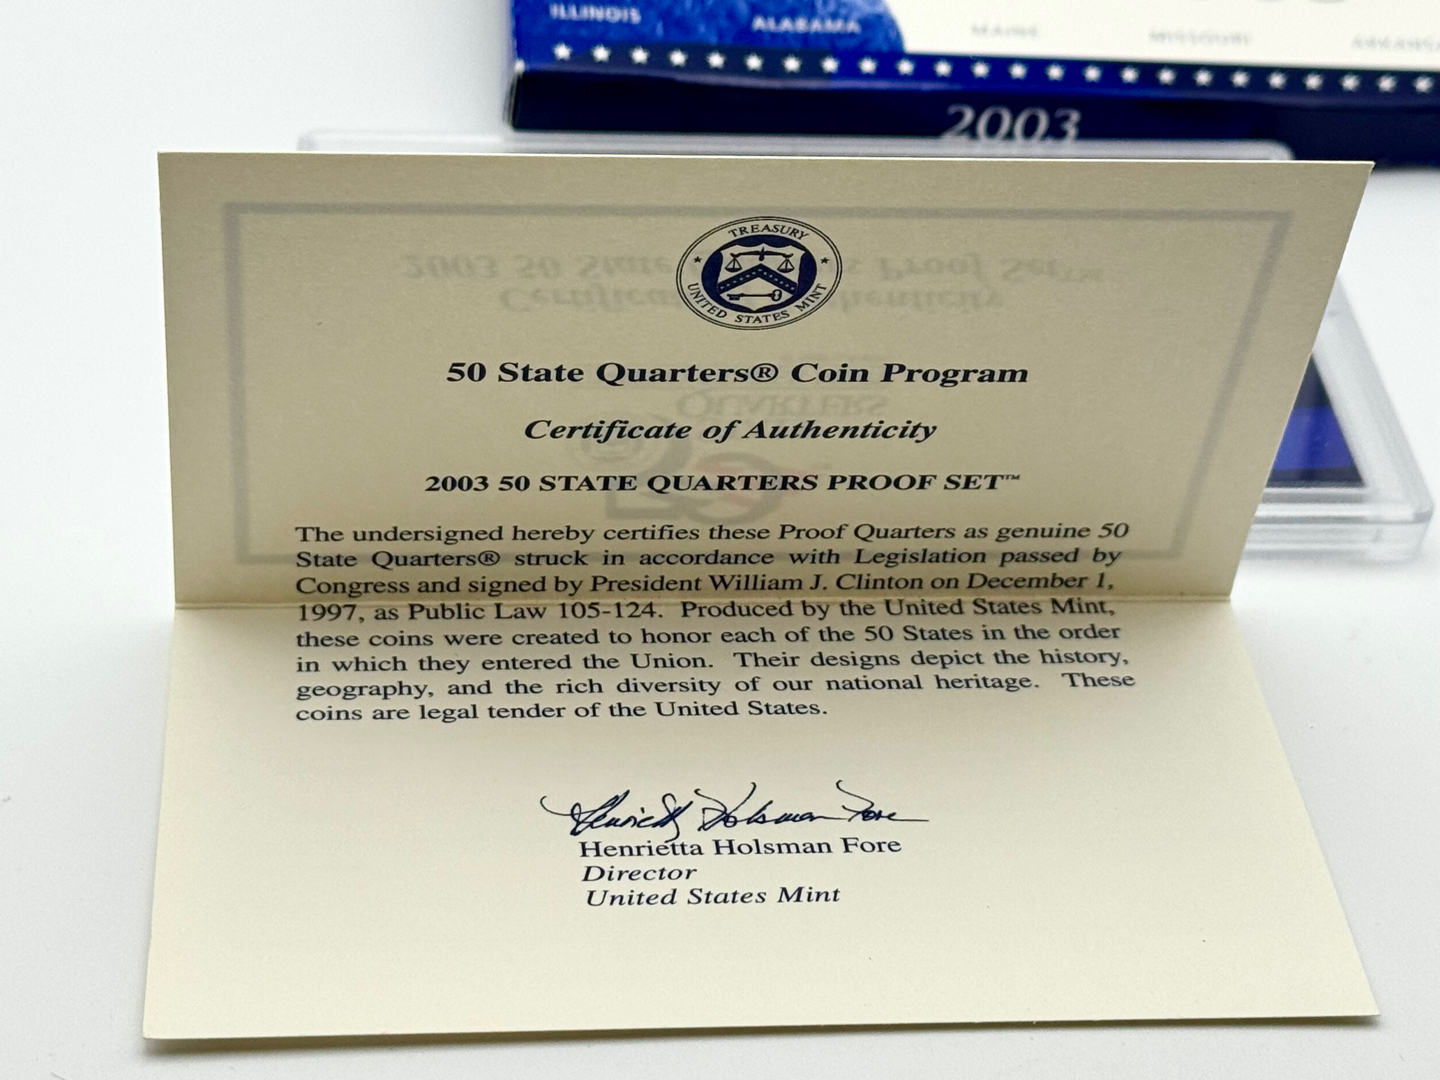 ILLINOIS ALABAMA MAINE MISSOURI ARKANSA
2003
TREASURY
UNITED STATES MINT
50 State Quarters® Coin Program
Certificate of Authenticity
2003 50 STATE QUARTERS PROOF SET™
The undersigned hereby certifies these Proof Quarters as genuine 50
State Quarters® struck in accordance with Legislation passed by
Congress and signed by President William J. Clinton on December 1,
1997, as Public Law 105-124. Produced by the United States Mint,
these coins were created to honor each of the 50 States in the order
in which they entered the Union. Their designs depict the history,
geography, and the rich diversity of our national heritage. These
coins are legal tender of the United States.
Henrietta Holsman Fore
Henrietta Holsman Fore
Director
United States Mint